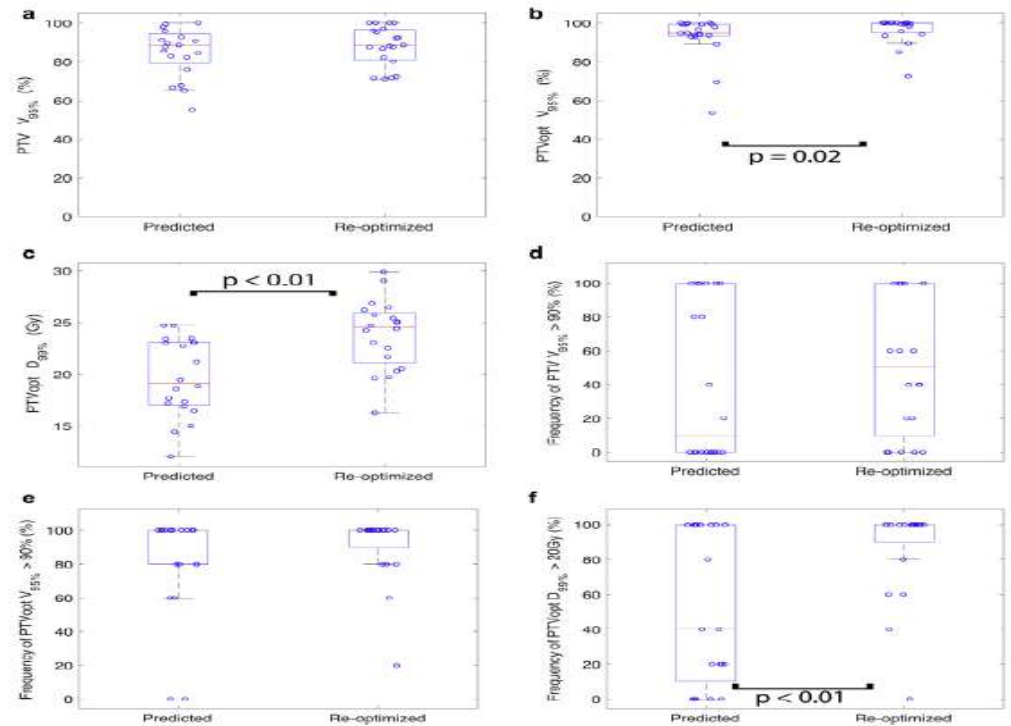 a
PTV V95% (%)
100
80
60
40
20
0
Predicted
Re-optimized
b
PTVopt V95% (%)
100
80
60
40
20
0
p = 0.02
Predicted
Re-optimized
c
PTVopt D99% (Gy)
30
25
20
15
p < 0.01
Predicted
Re-optimized
d
Frequency of PTV V95% > 90% (%)
100
80
60
40
20
0
Predicted
Re-optimized
e
Frequency of PTVopt V95% > 90% (%)
100
80
60
40
20
0
Predicted
Re-optimized
f
Frequency of PTVopt D99% > 20Gy (%)
100
80
60
40
20
0
p < 0.01
Predicted
Re-optimized